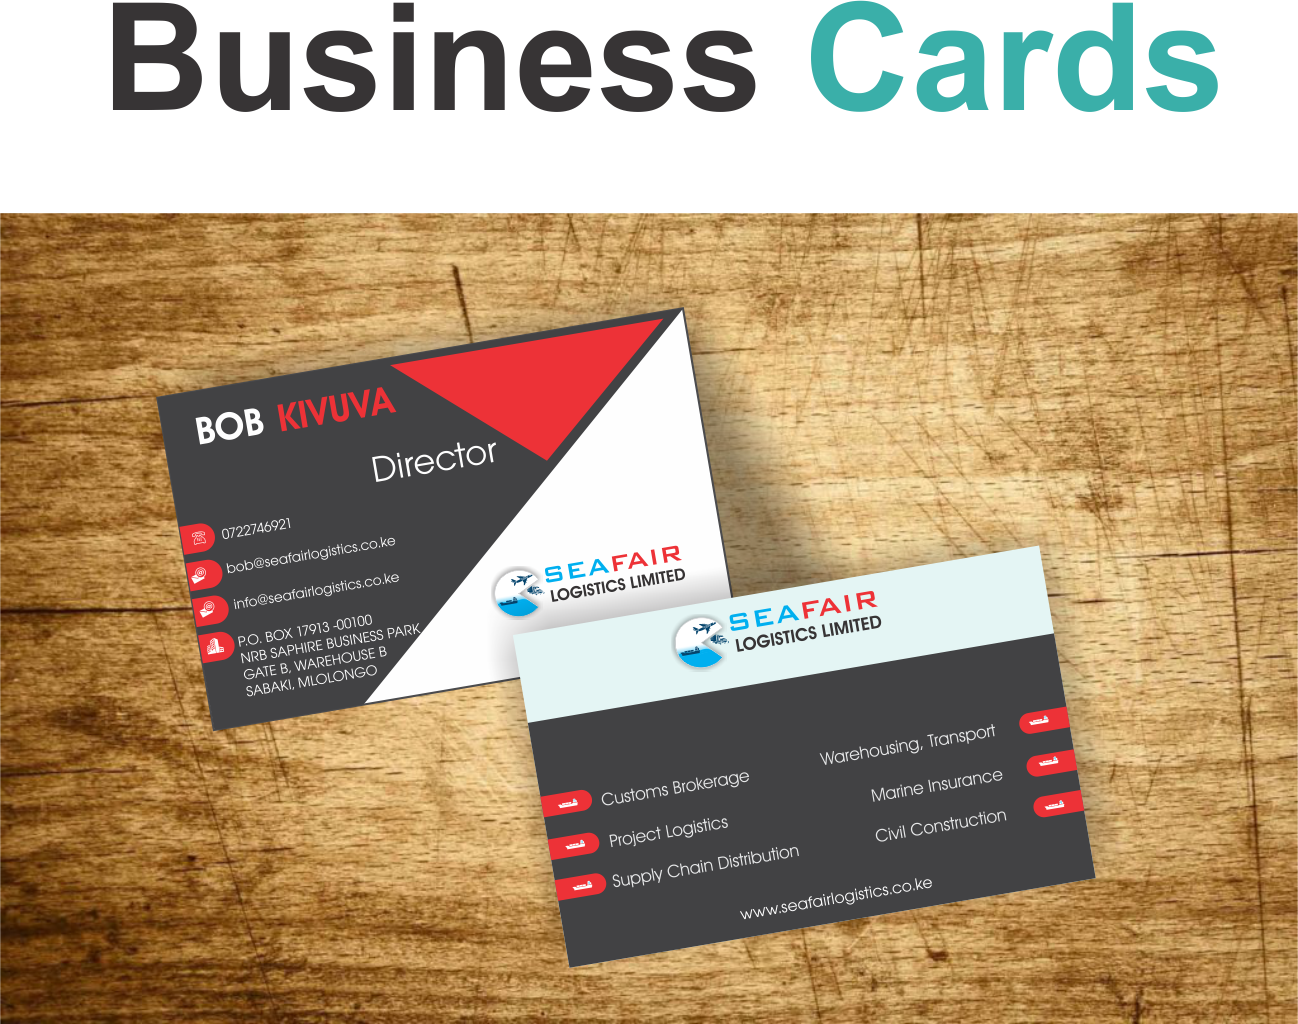 Business Cards
BOB KIVUVA
Director
0722746921
bob@seafairlogistics.co.ke
info@seafairlogistics.co.ke
P.O. BOX 17913 -00100
NRB SAPHIRE BUSINESS PARK
GATE B, WAREHOUSE B
SABAKI, MLOLONGO
SEAFAIR
LOGISTICS LIMITED
SEAFAIR
LOGISTICS LIMITED
Customs Brokerage
Project Logistics
Supply Chain Distribution
Warehousing, Transport
Marine Insurance
Civil Construction
www.seafairlogistics.co.ke